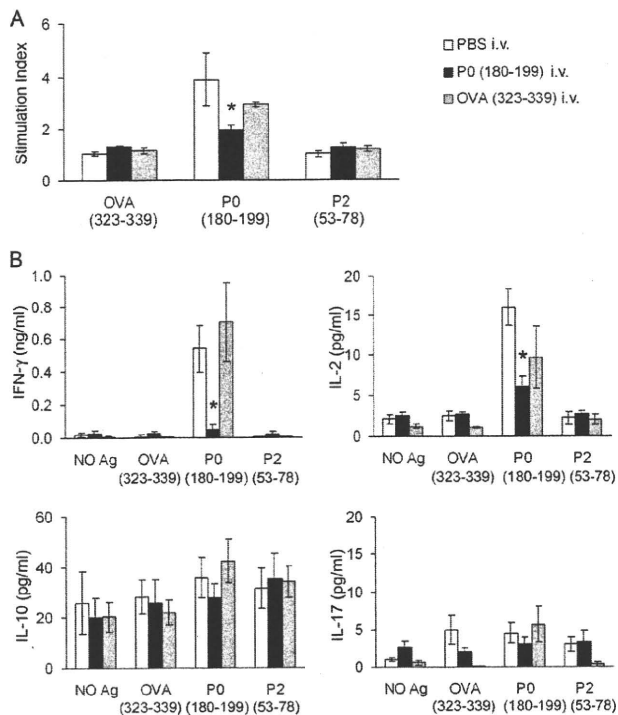 A
Stimulation Index
6
4
2
0
*
OVA (323-339)
P0 (180-199)
P2 (53-78)
PBS i.v.
P0 (180-199) i.v.
OVA (323-339) i.v.
B
IFN-γ (ng/ml)
1.0
0.8
0.6
0.4
0.2
0.0
*
NO Ag
OVA
P0
P2
(323-339)
(180-199)
(53-78)
IL-2 (pg/ml)
20
15
10
5
0
*
NO Ag
OVA
P0
P2
(323-339)
(180-199)
(53-78)
IL-10 (pg/ml)
60
40
20
0
NO Ag
OVA
P0
P2
(323-339)
(180-199)
(53-78)
IL-17 (pg/ml)
20
15
10
5
0
NO Ag
OVA
P0
P2
(323-339)
(180-199)
(53-78)